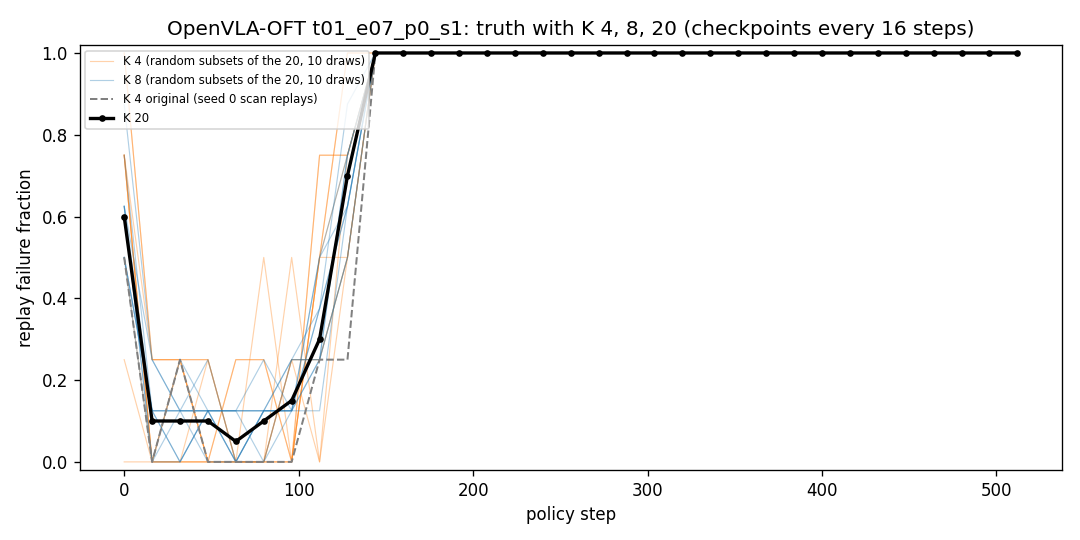 OpenVLA-OFT t01_e07_p0_s1: truth with K 4, 8, 20 (checkpoints every 16 steps)
K 4 (random subsets of the 20, 10 draws)
K 8 (random subsets of the 20, 10 draws)
K 4 original (seed 0 scan replays)
K 20
replay failure fraction
1.0
0.8
0.6
0.4
0.2
0.0
0
100
200
300
400
500
policy step